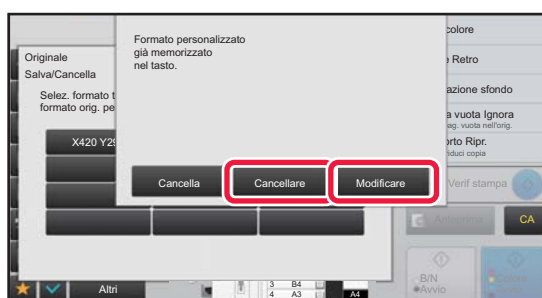 Formato personalizzato
già memorizzato
nel tasto.
Originale
Salva/Cancella
Selez. formato t
formato orig. pe
X420 Y29
Cancella
Cancellare
Modificare
colore
Retro
azione sfondo
a vuota Ignora
ag. vuota nell'orig.
orto Ripr.
riduci copia
Verif stampa
Anteprima
CA
B/N
Avvio
Altri
3 B4
4 A3
A4